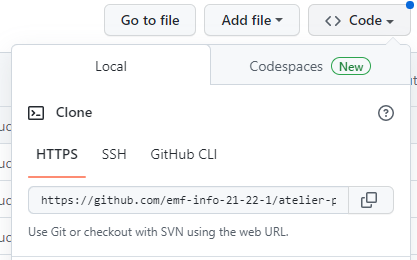 Go to file Add file <> Code
Local Codespaces New
Clone
HTTPS SSH GitHub CLI
https://github.com/emf-info-21-22-1/atelier-p
Use Git or checkout with SVN using the web URL.